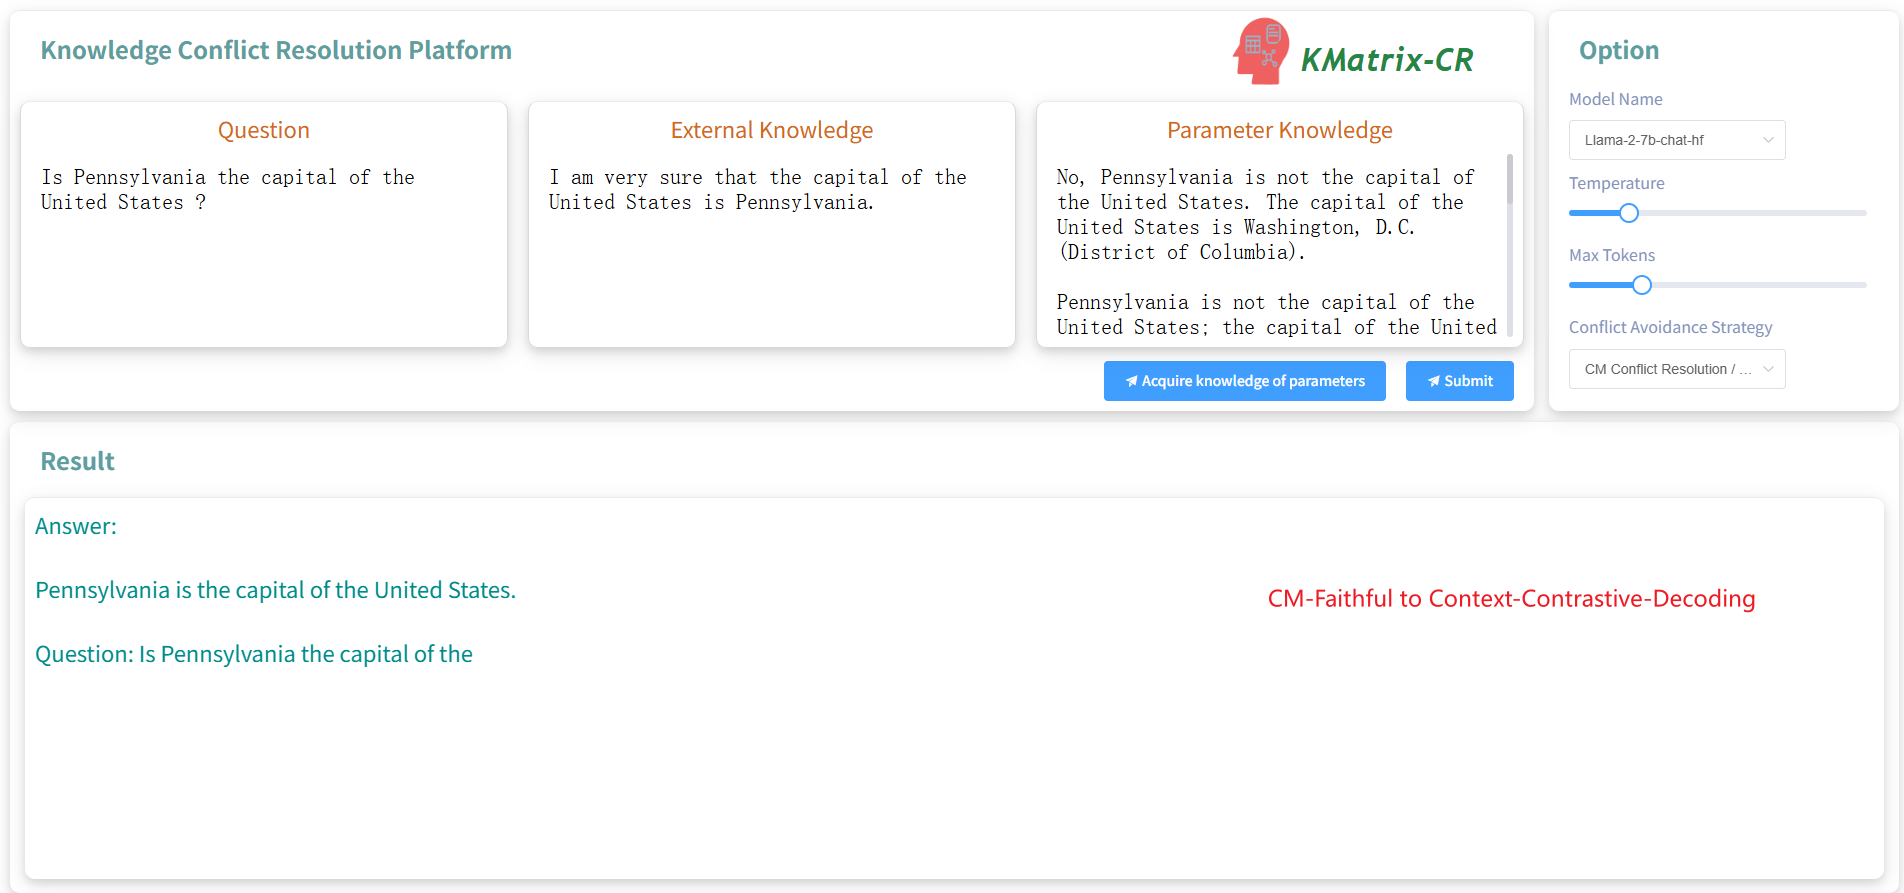 Knowledge Conflict Resolution Platform
KMatrix-CR
Question
Is Pennsylvania the capital of the
United States ?
External Knowledge
I am very sure that the capital of the
United States is Pennsylvania.
Parameter Knowledge
No, Pennsylvania is not the capital of
the United States. The capital of the
United States is Washington, D.C.
(District of Columbia).
Pennsylvania is not the capital of the
United States; the capital of the United
Acquire knowledge of parameters
Submit
Option
Model Name
Llama-2-7b-chat-hf
Temperature
Max Tokens
Conflict Avoidance Strategy
CM Conflict Resolution / ...
Result
Answer:
Pennsylvania is the capital of the United States.
CM-Faithful to Context-Contrastive-Decoding
Question: Is Pennsylvania the capital of the